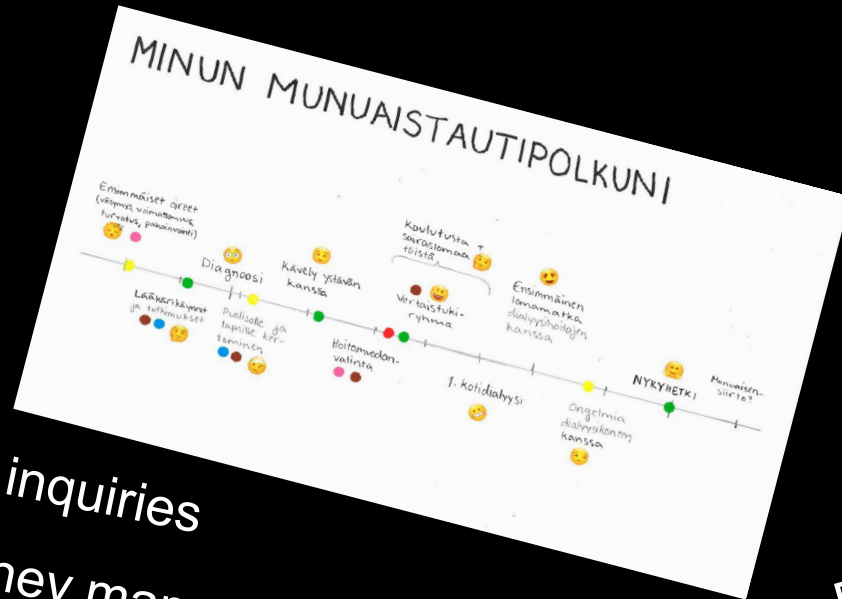 MINUN MUNUAISTAUTIPOLKUNI
Ensimmäiset oireet
(väsymys, voimattomuus,
turvotus, pahoinvointi)
Lääkärikäynnit
ja tutkimukset
Diagnoosi
Puolisolle ja
lapsille ker-
tominen
Kävely ystävän
kanssa
Hoitomuodon-
valinta
Koulutusta +
sairaslomaa
töistä
Vertaistuki-
ryhmä
1. kotidialyysi
Ensimmäinen
lomamatka
dialyysihoitojen
kanssa
Ongelmia
dialyysikoneen
kanssa
NYKYHETKI
Munuaisen-
siirto?
inquiries